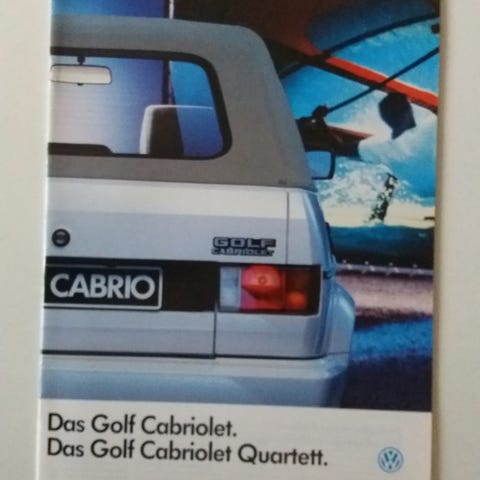 GOLF
CABRIOLET
CABRIO
Das Golf Cabriolet.
Das Golf Cabriolet Quartett.